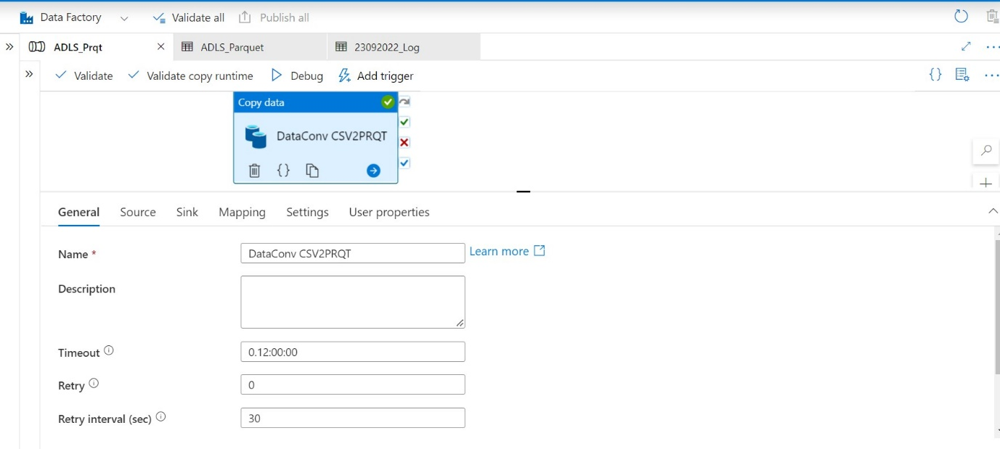 Data Factory Validate all Publish all
ADLS_Prqt ADLS_Parquet 23092022_Log
Validate Validate copy runtime Debug Add trigger
Copy data
DataConv CSV2PRQT
General Source Sink Mapping Settings User properties
Name * DataConv CSV2PRQT Learn more
Description
Timeout 0.12:00:00
Retry 0
Retry interval (sec) 30